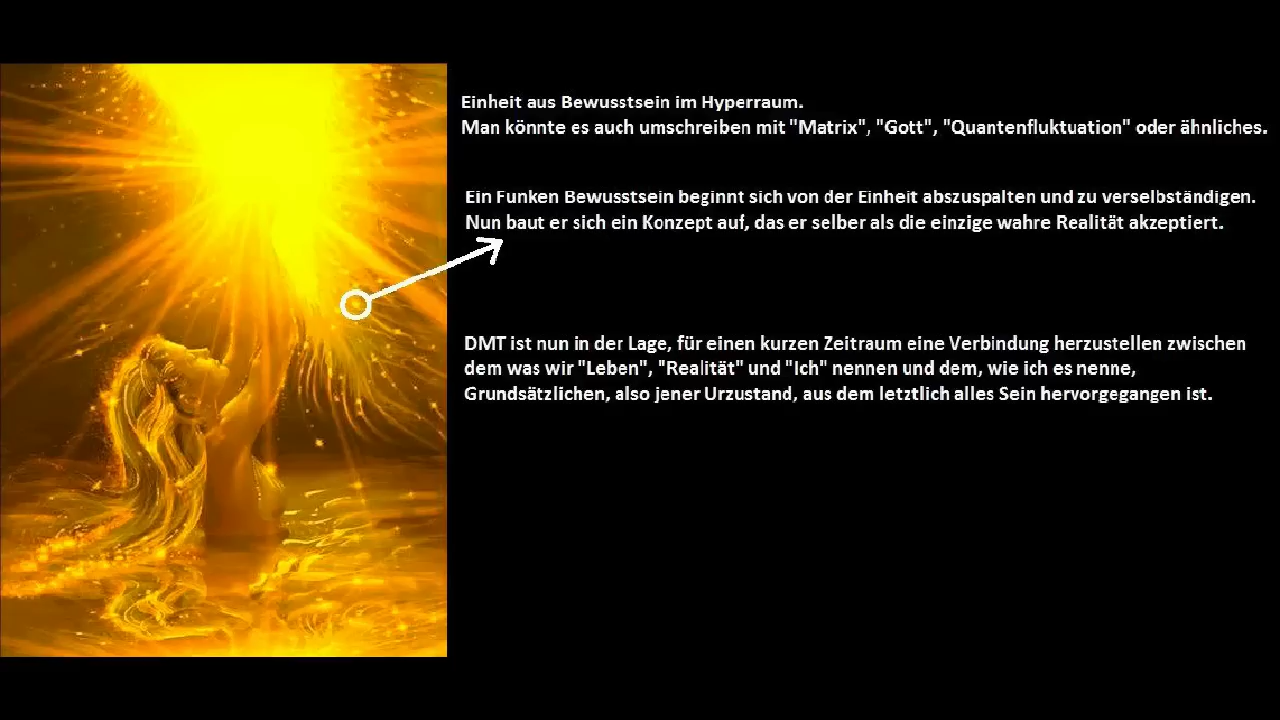 Einheit aus Bewusstsein im Hyperraum.
Man könnte es auch umschreiben mit "Matrix", "Gott", "Quantenfluktuation" oder ähnliches.
Ein Funken Bewusstsein beginnt sich von der Einheit abszuspalten und zu verselbständigen.
Nun baut er sich ein Konzept auf, das er selber als die einzige wahre Realität akzeptiert.
DMT ist nun in der Lage, für einen kurzen Zeitraum eine Verbindung herzustellen zwischen
dem was wir "Leben", "Realität" und "Ich" nennen und dem, wie ich es nenne,
Grundsätzlichen, also jener Urzustand, aus dem letztlich alles Sein hervorgegangen ist.